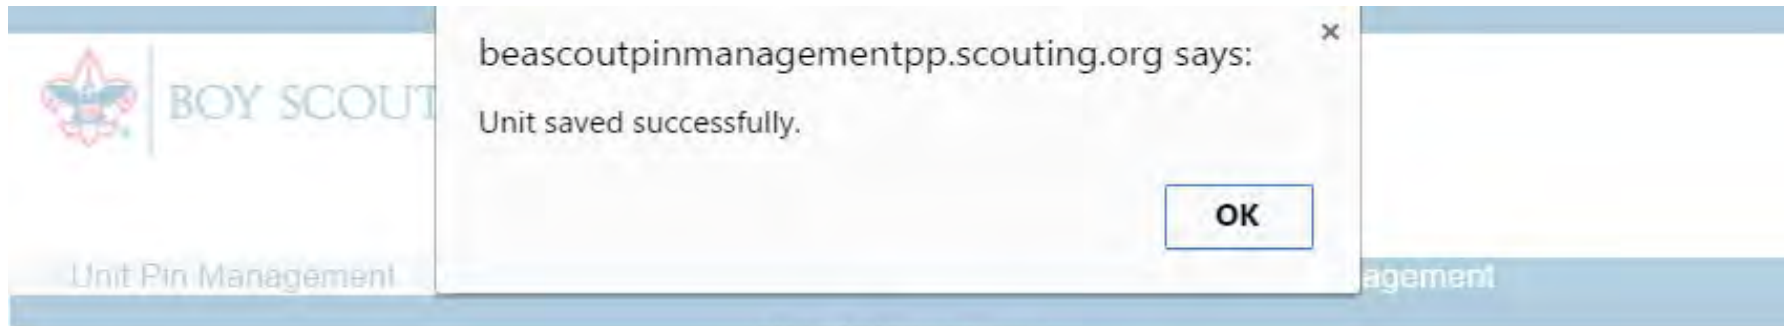 beascoutpinmanagementpp.scouting.org says:
×
BOY SCOUT
Unit saved successfully.
OK
Unit Pin Management
agement